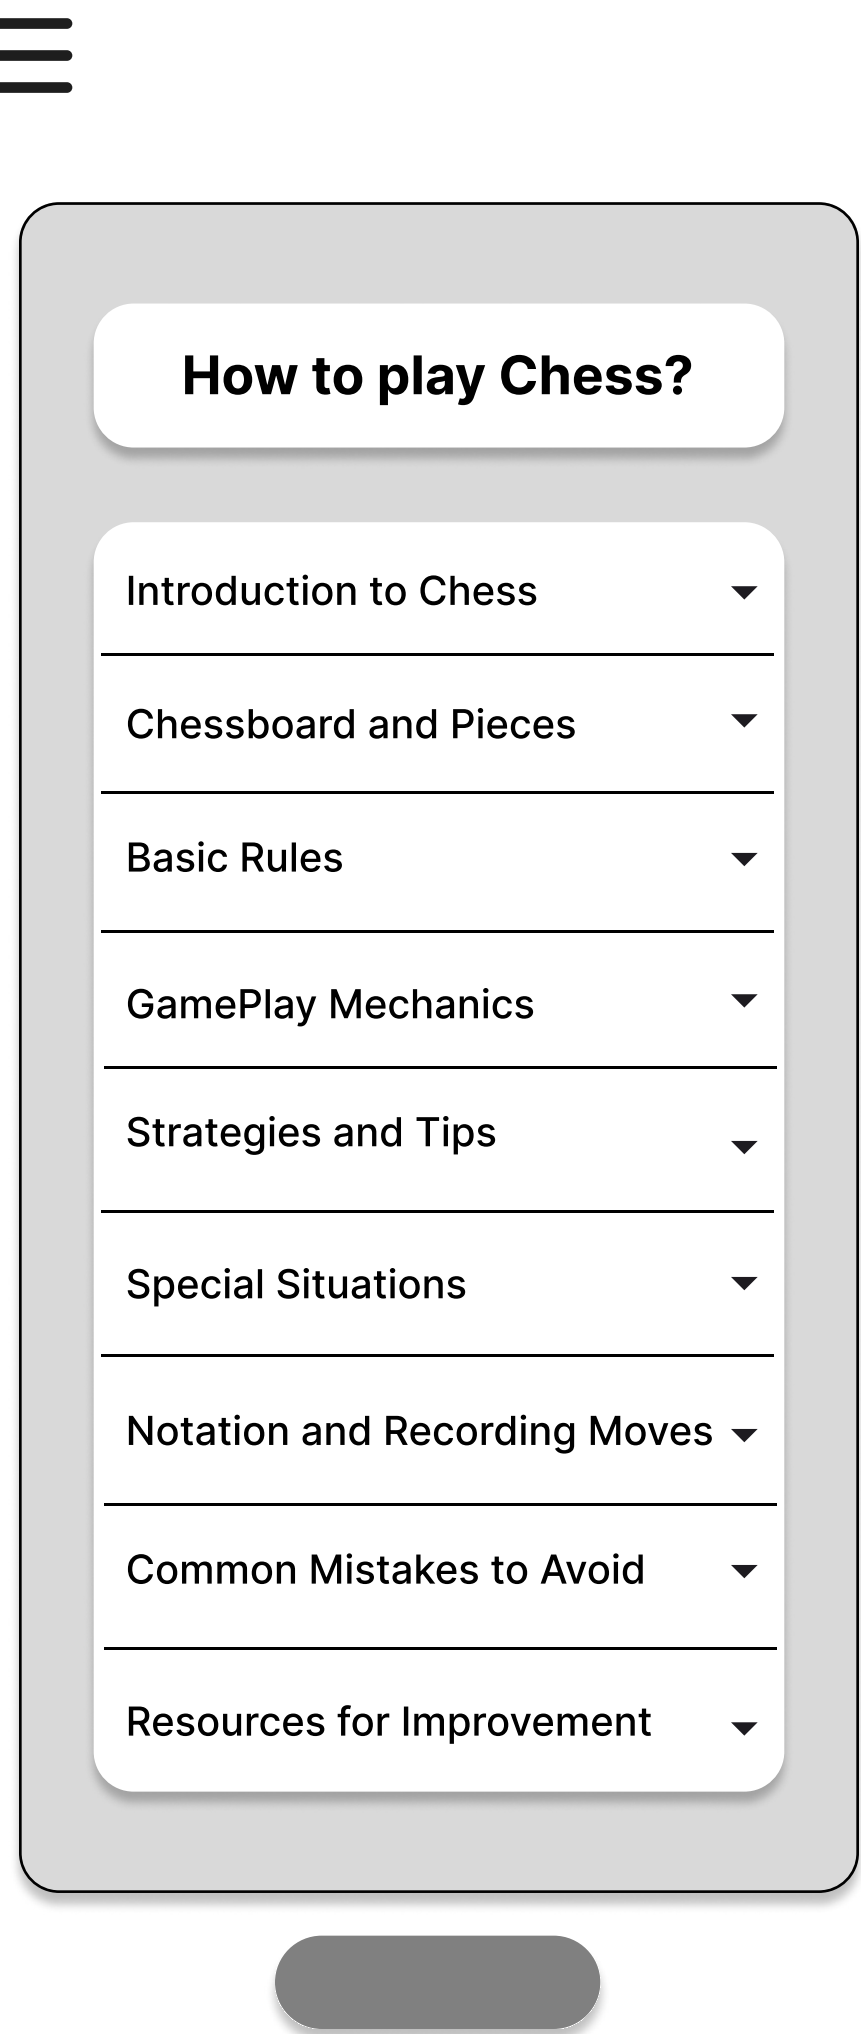 How to play Chess?
Introduction to Chess
Chessboard and Pieces
Basic Rules
GamePlay Mechanics
Strategies and Tips
Special Situations
Notation and Recording Moves
Common Mistakes to Avoid
Resources for Improvement